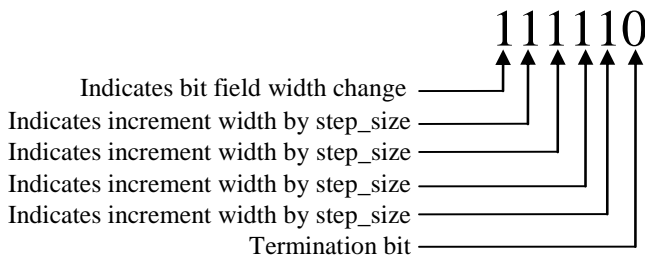 111110
Indicates bit field width change
Indicates increment width by step_size
Indicates increment width by step_size
Indicates increment width by step_size
Indicates increment width by step_size
Termination bit